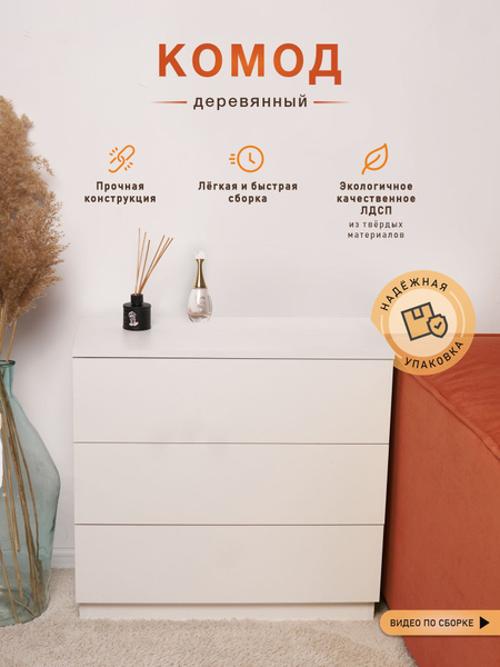 КОМОД
деревянный
Прочная
конструкция
Лёгкая и быстрая
сборка
Экологичное
качественное
ЛДСП
из твёрдых
материалов
НАДЁЖНАЯ
УПАКОВКА
ВИДЕО ПО СБОРКЕ